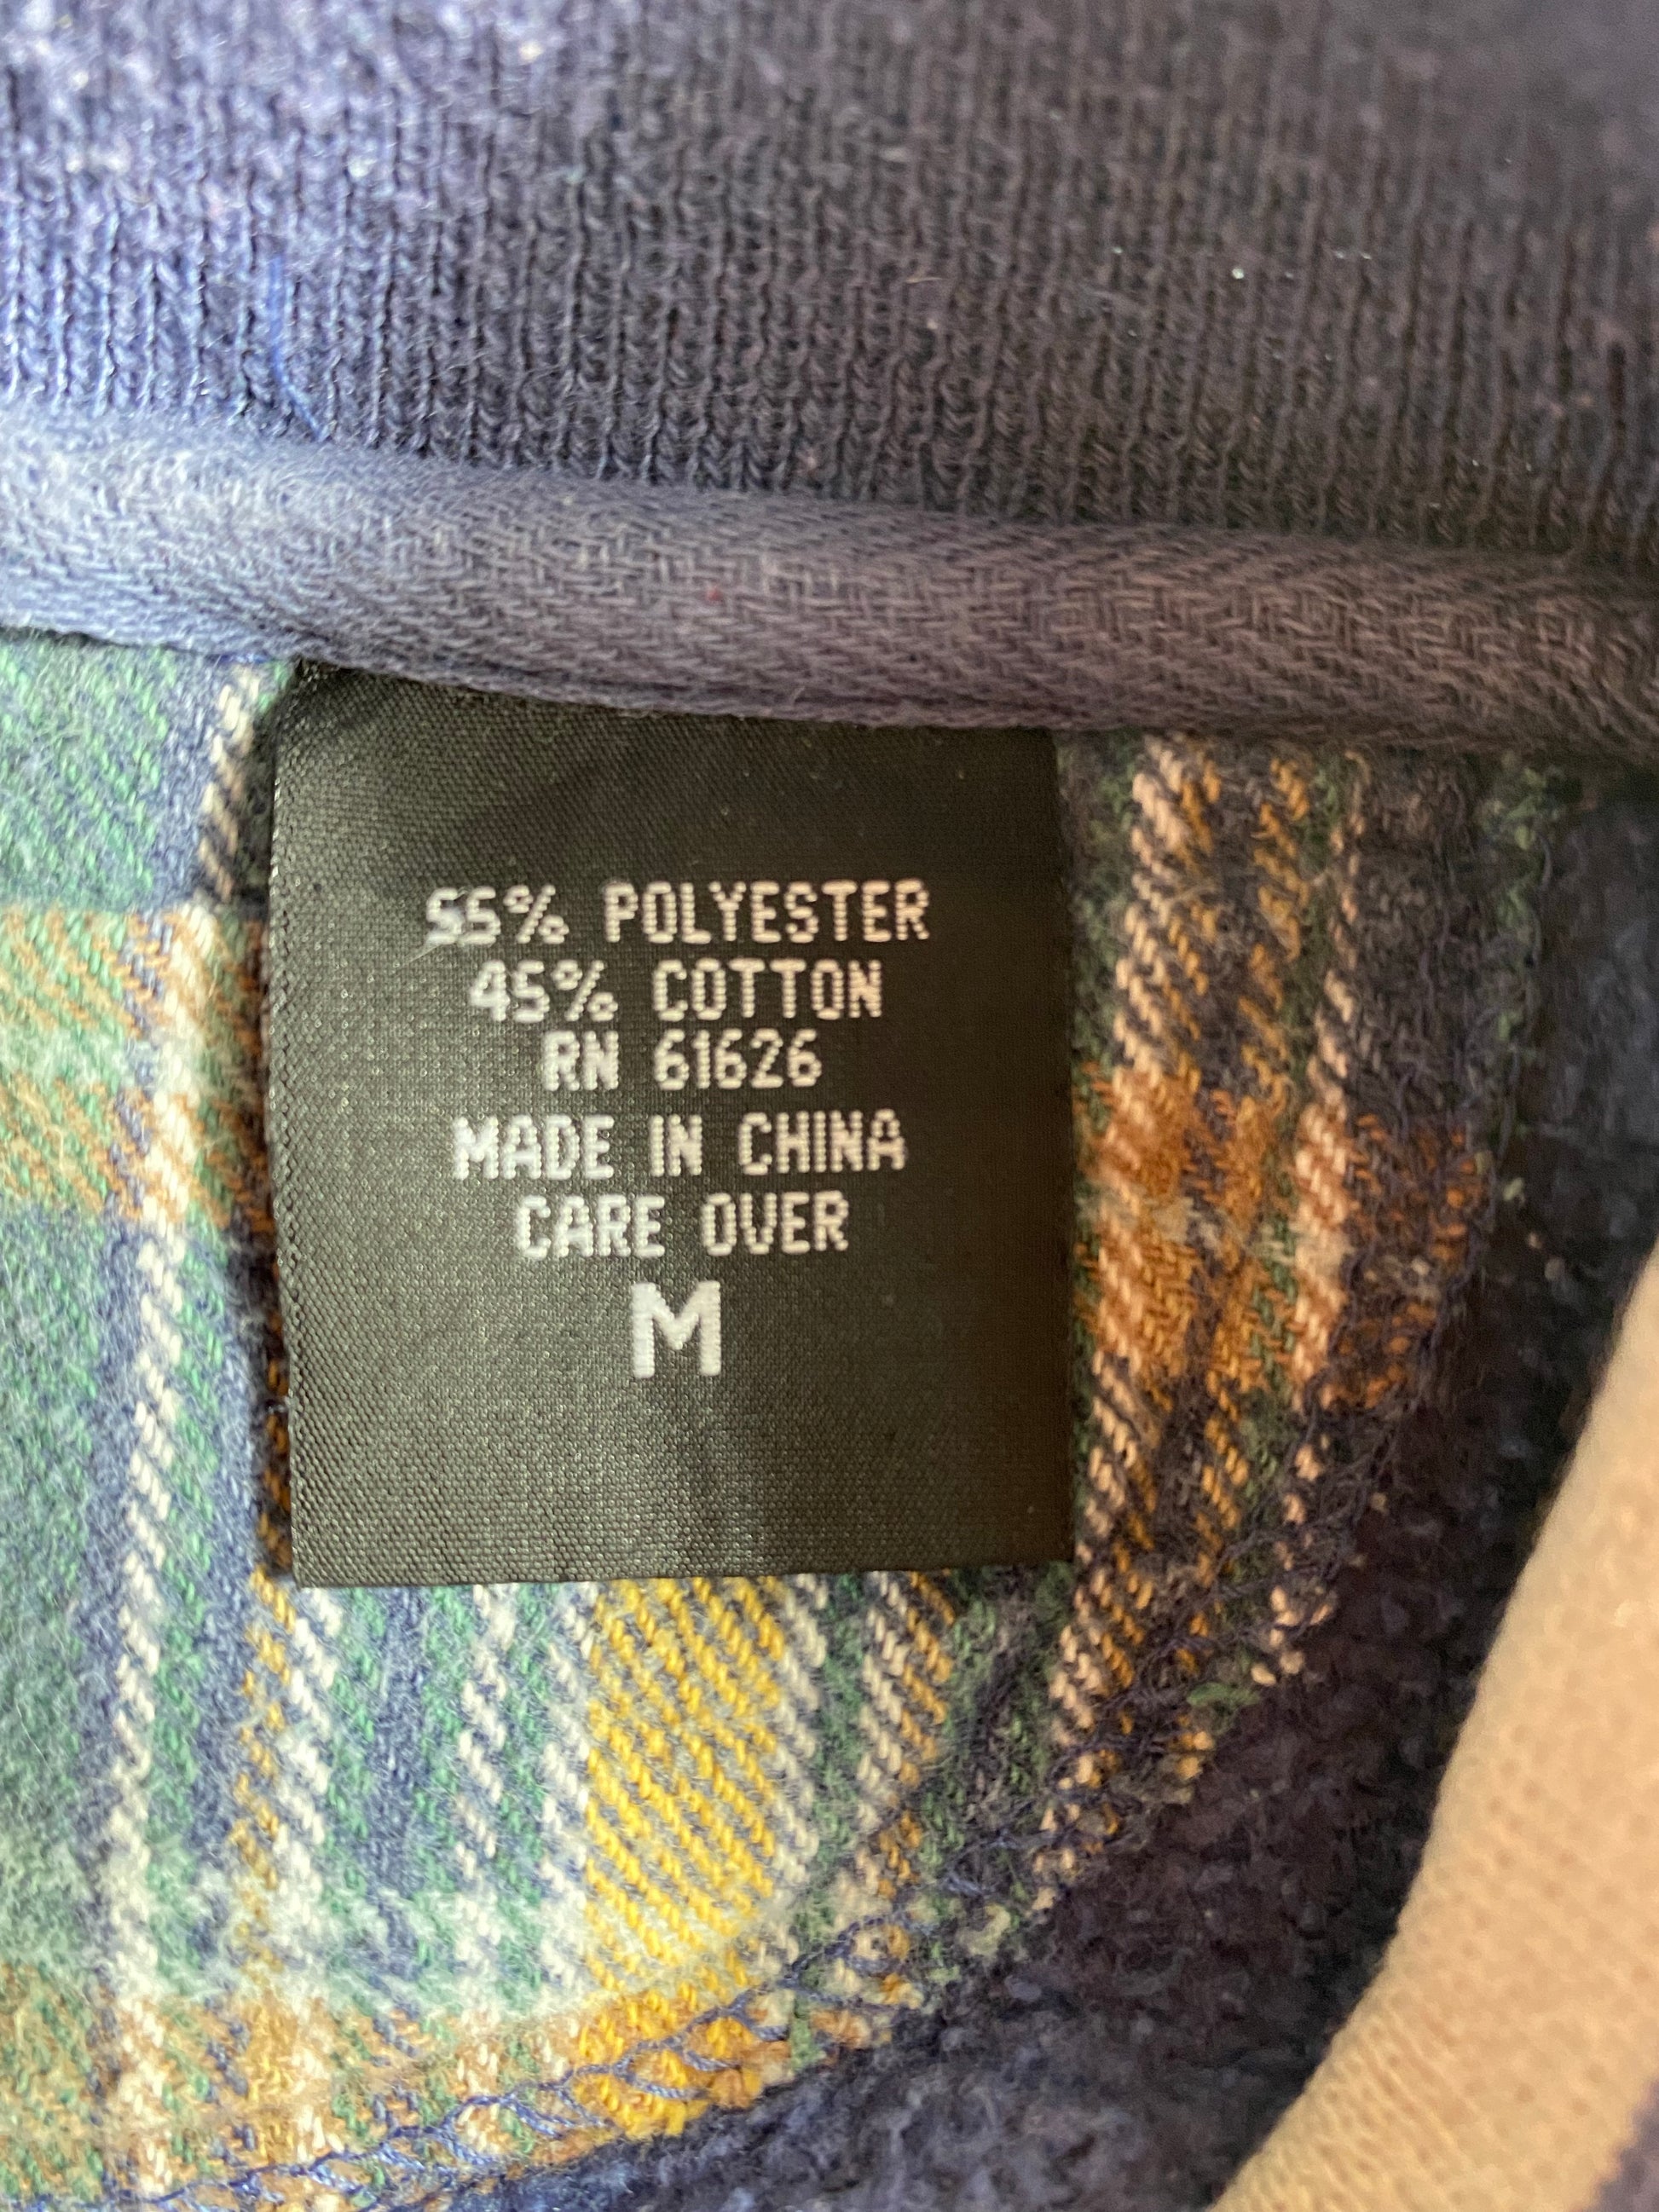 55% POLYESTER
45% COTTON
RN 61626
MADE IN CHINA
CARE OVER
M